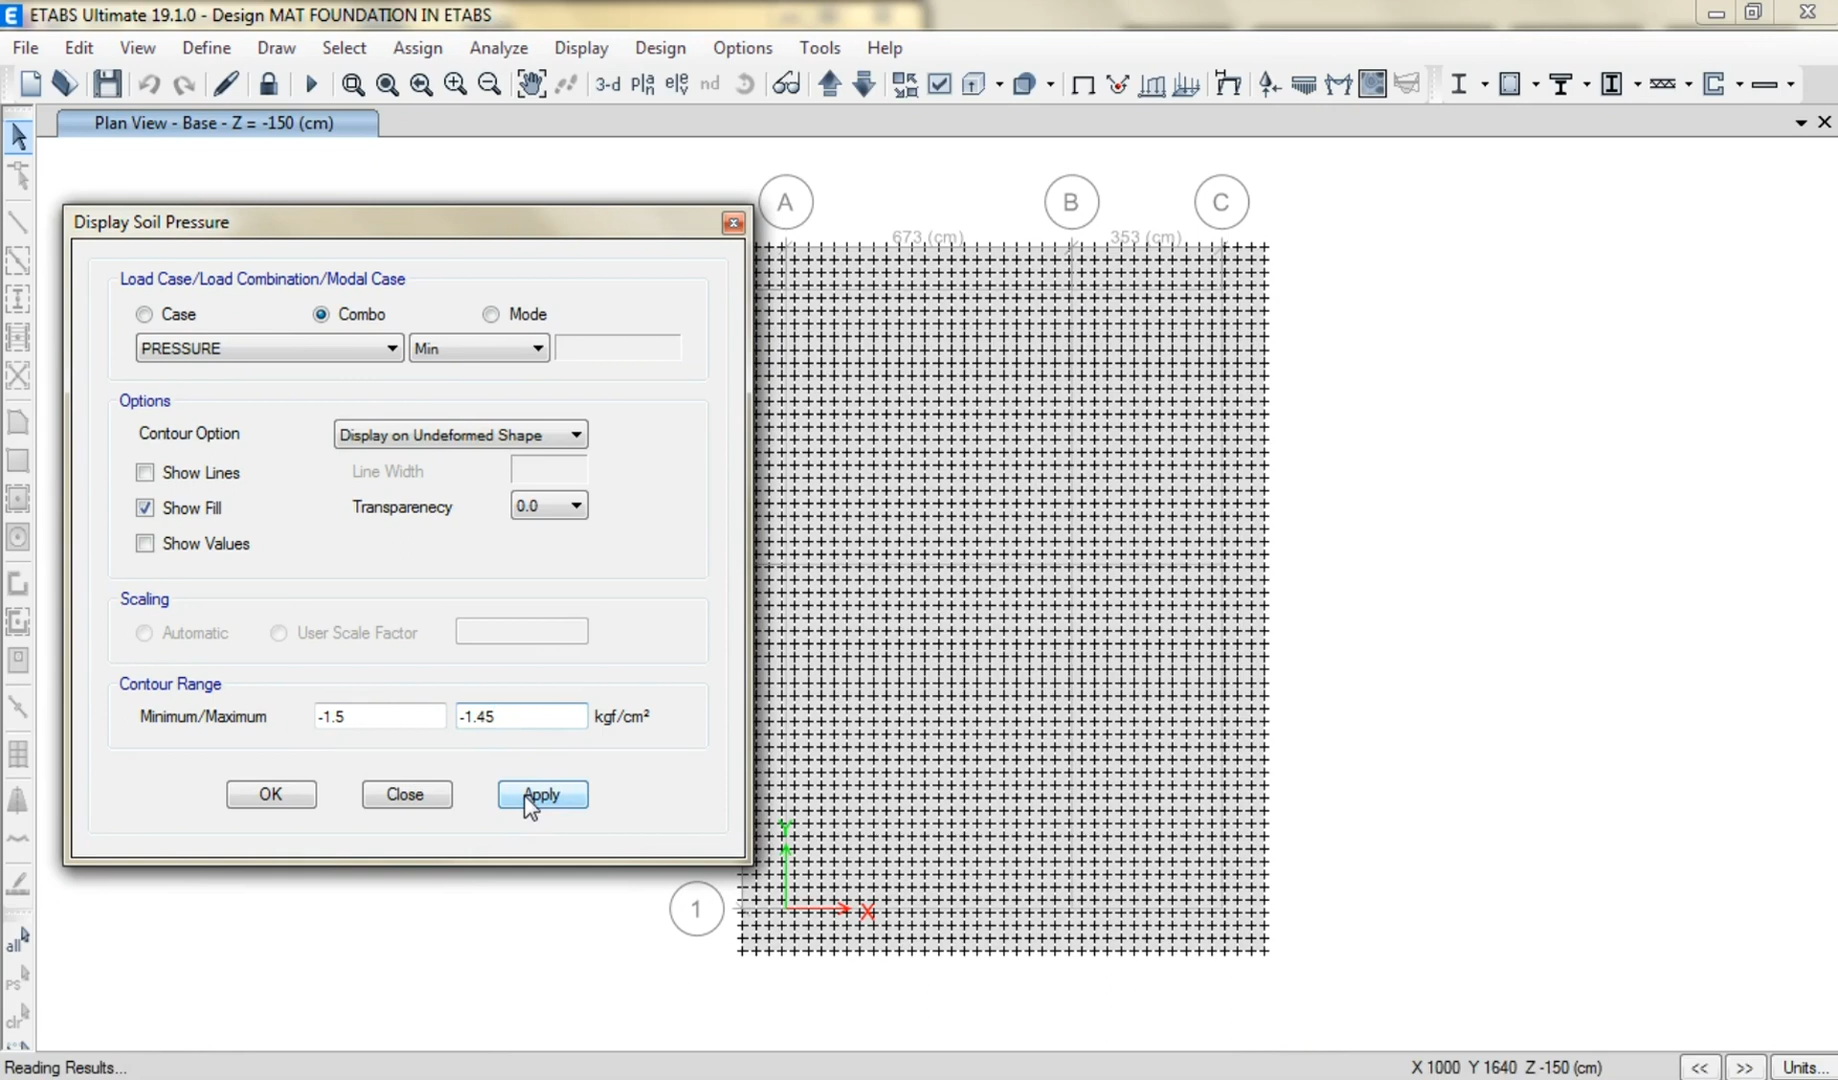 ETABS Ultimate 19.1.0 - Design MAT FOUNDATION IN ETABS
File Edit View Define Draw Select Assign Analyze Display Design Options Tools Help
3-d nd
Plan View - Base - Z = -150 (cm)
A B C
673 (cm) 353 (cm)
Display Soil Pressure
Load Case/Load Combination/Modal Case
Case Combo Mode
PRESSURE Min
Options
Contour Option Display on Undeformed Shape
Show Lines Line Width
Show Fill Transparenecy 0.0
Show Values
Scaling
Automatic User Scale Factor
Contour Range
Minimum/Maximum -1.5 -1.45 kgf/cm²
OK Close Apply
Y
1 X
all
PS
clr
Reading Results... X 1000 Y 1640 Z -150 (cm) << >> Units...